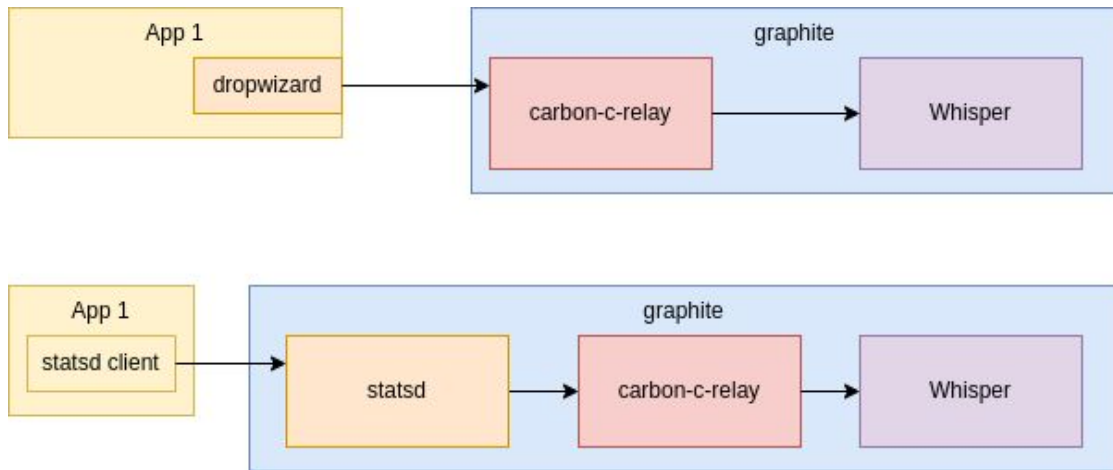 App 1
graphite
dropwizard
carbon-c-relay
Whisper
App 1
graphite
statsd client
statsd
carbon-c-relay
Whisper